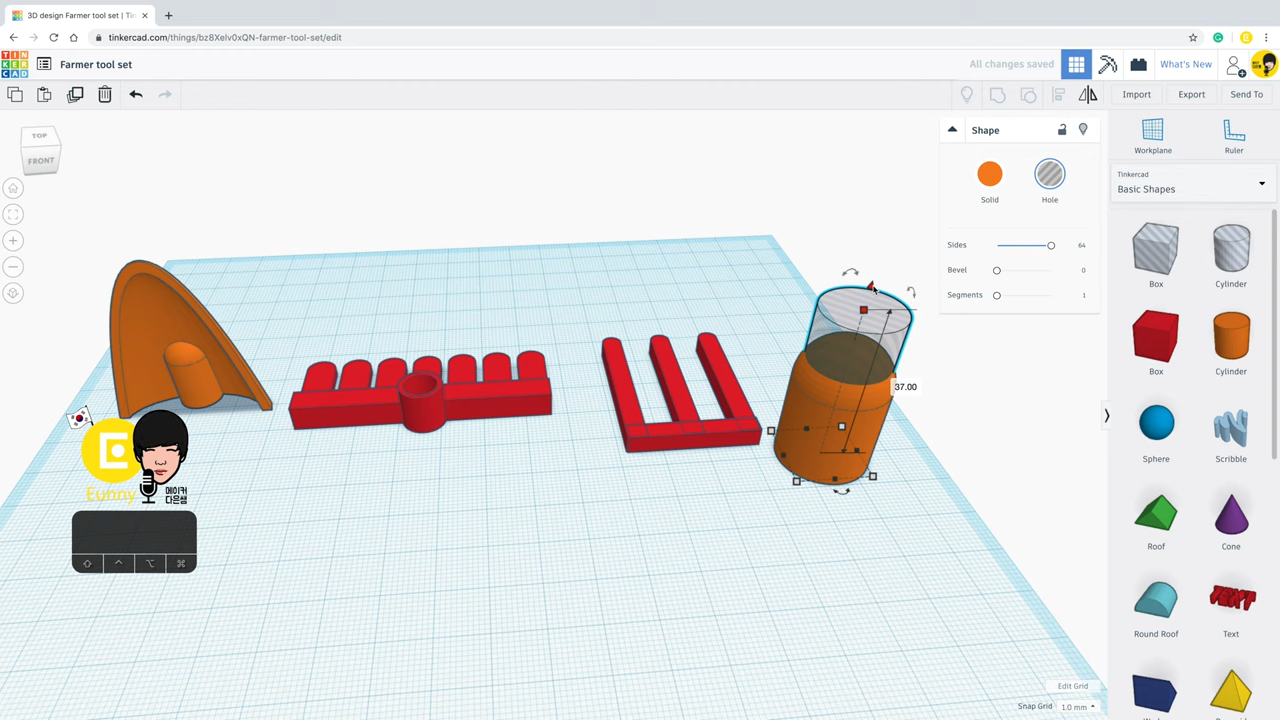 3D design Farmer tool set | Tin
tinkercad.com/things/bz8Xelv0xQN-farmer-tool-set/edit
TIN
KER
CAD
Farmer tool set
All changes saved
What's New
Import
Export
Send To
TOP
FRONT
Shape
Solid
Hole
Sides
64
Bevel
0
Segments
1
Workplane
Ruler
Tinkercad
Basic Shapes
Box
Cylinder
Box
Cylinder
Sphere
Scribble
Roof
Cone
TEXT
Round Roof
Text
37.00
E
Eunny
메이커
다은쌤
Edit Grid
Snap Grid
1.0 mm